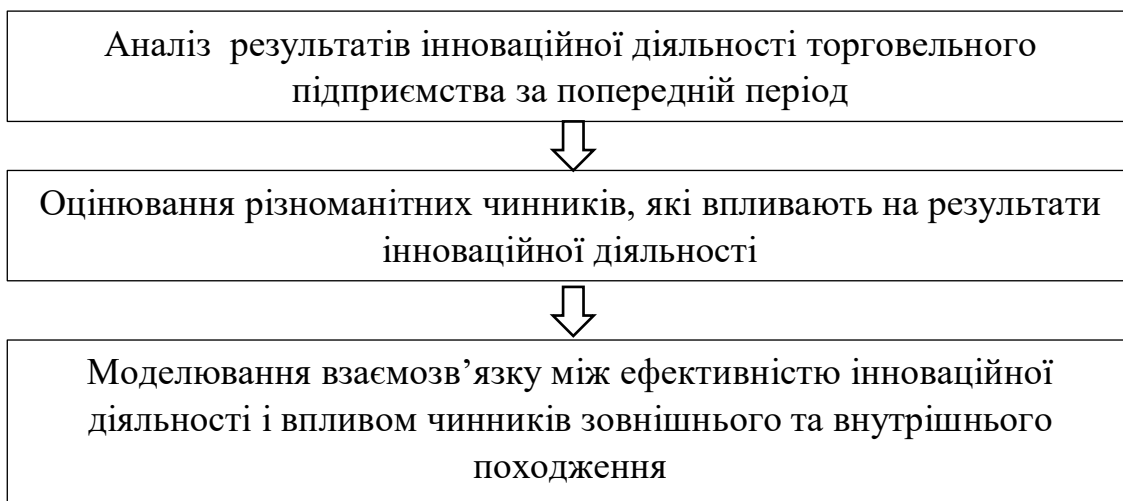 Аналіз результатів інноваційної діяльності торговельного
підприємства за попередній період
Оцінювання різноманітних чинників, які впливають на результати
інноваційної діяльності
Моделювання взаємозв’язку між ефективністю інноваційної
діяльності і впливом чинників зовнішнього та внутрішнього
походження